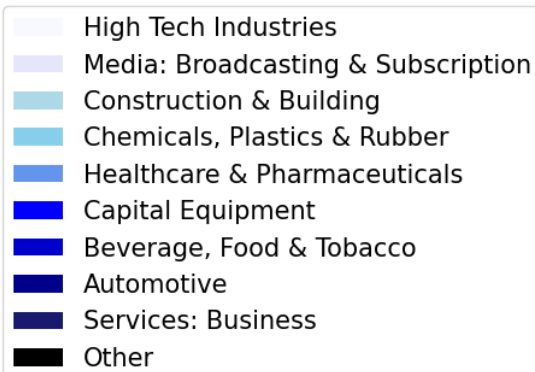 High Tech Industries
Media: Broadcasting & Subscription
Construction & Building
Chemicals, Plastics & Rubber
Healthcare & Pharmaceuticals
Capital Equipment
Beverage, Food & Tobacco
Automotive
Services: Business
Other